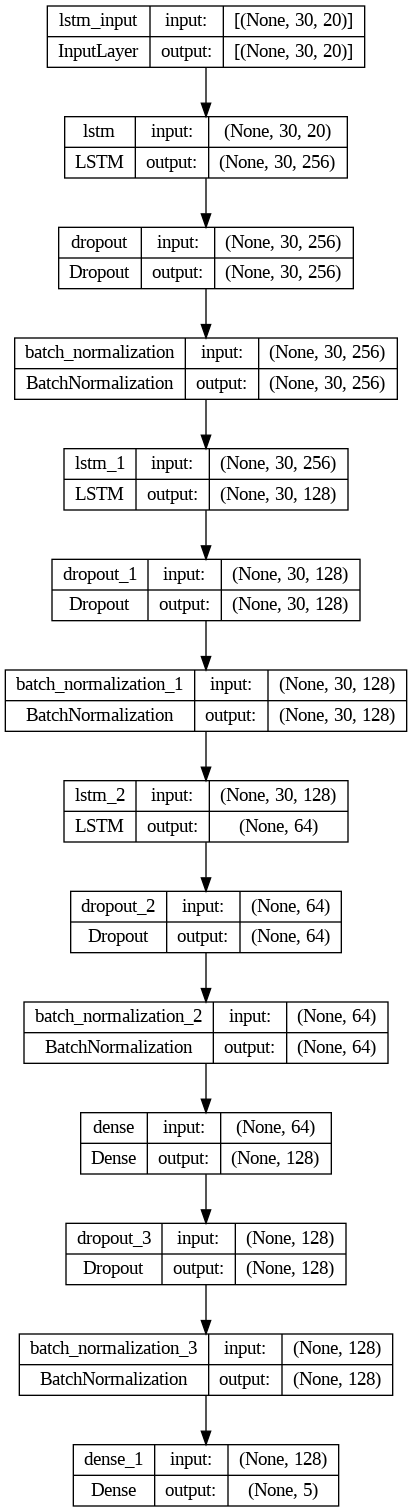 lstm_input input: [(None, 30, 20)]
InputLayer output: [(None, 30, 20)]
lstm input: (None, 30, 20)
LSTM output: (None, 30, 256)
dropout input: (None, 30, 256)
Dropout output: (None, 30, 256)
batch_normalization input: (None, 30, 256)
BatchNormalization output: (None, 30, 256)
lstm_1 input: (None, 30, 256)
LSTM output: (None, 30, 128)
dropout_1 input: (None, 30, 128)
Dropout output: (None, 30, 128)
batch_normalization_1 input: (None, 30, 128)
BatchNormalization output: (None, 30, 128)
lstm_2 input: (None, 30, 128)
LSTM output: (None, 64)
dropout_2 input: (None, 64)
Dropout output: (None, 64)
batch_normalization_2 input: (None, 64)
BatchNormalization output: (None, 64)
dense input: (None, 64)
Dense output: (None, 128)
dropout_3 input: (None, 128)
Dropout output: (None, 128)
batch_normalization_3 input: (None, 128)
BatchNormalization output: (None, 128)
dense_1 input: (None, 128)
Dense output: (None, 5)